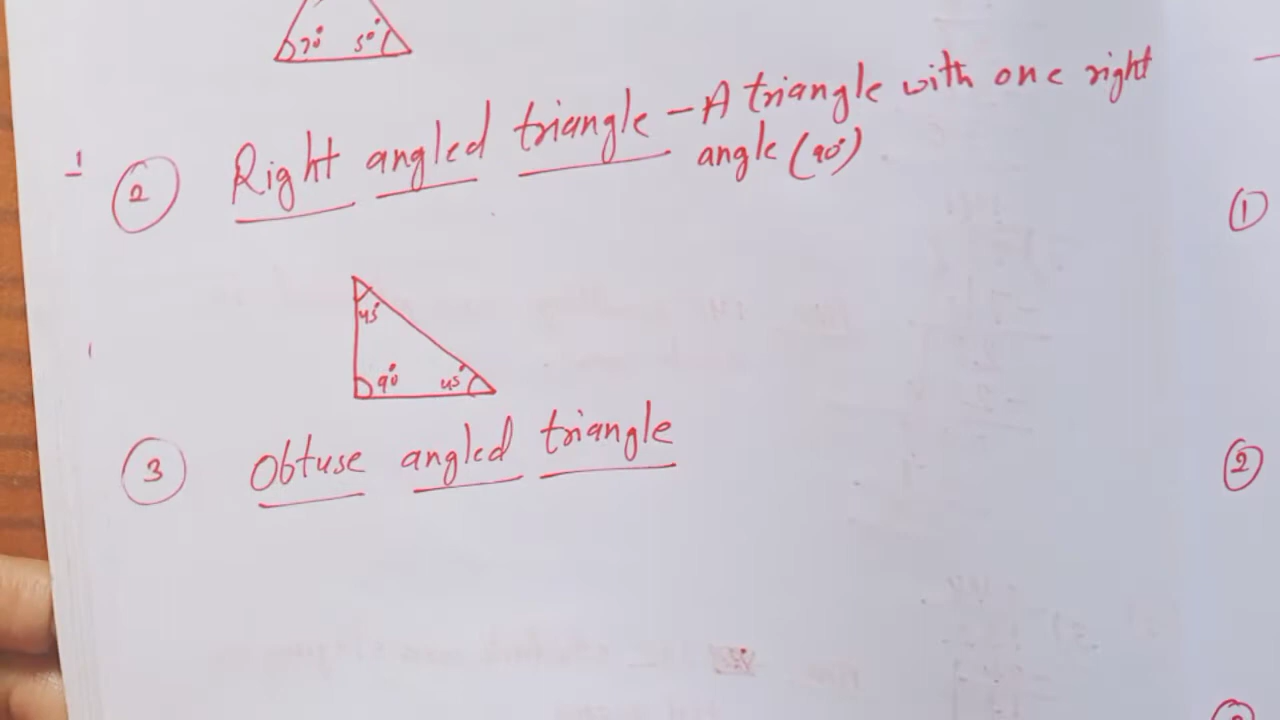 70° 50°
② Right angled triangle - A triangle with one right
angle (90°)
45°
90° 45°
③ Obtuse angled triangle
①
②